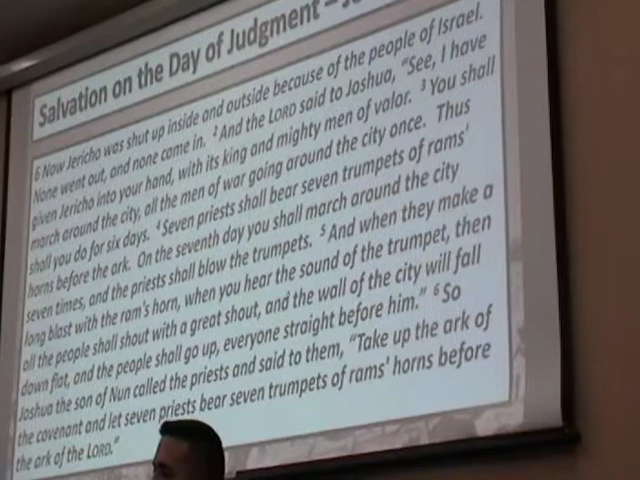 Salvation on the Day of Judgment –
6 Now Jericho was shut up inside and outside because of the people of Israel.
None went out, and none came in. 2 And the LORD said to Joshua, “See, I have
given Jericho into your hand, with its king and mighty men of valor. 3 You shall
march around the city, all the men of war going around the city once. Thus
shall you do for six days. 4 Seven priests shall bear seven trumpets of rams'
horns before the ark. On the seventh day you shall march around the city
seven times, and the priests shall blow the trumpets. 5 And when they make a
long blast with the ram's horn, when you hear the sound of the trumpet, then
all the people shall shout with a great shout, and the wall of the city will fall
down flat, and the people shall go up, everyone straight before him.” 6 So
Joshua the son of Nun called the priests and said to them, “Take up the ark of
the covenant and let seven priests bear seven trumpets of rams' horns before
the ark of the LORD.”